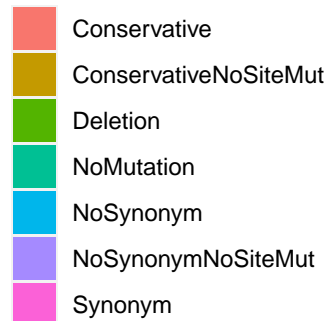 Conservative
ConservativeNoSiteMut
Deletion
NoMutation
NoSynonym
NoSynonymNoSiteMut
Synonym